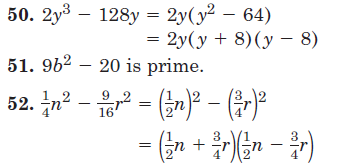 50. 2y³ − 128y = 2y(y² − 64)
= 2y(y + 8)(y − 8)
51. 9b² − 20 is prime.
52. 1/4n² − 9/16r² = (1/2n)² − (3/4r)²
= (1/2n + 3/4r)(1/2n − 3/4r)